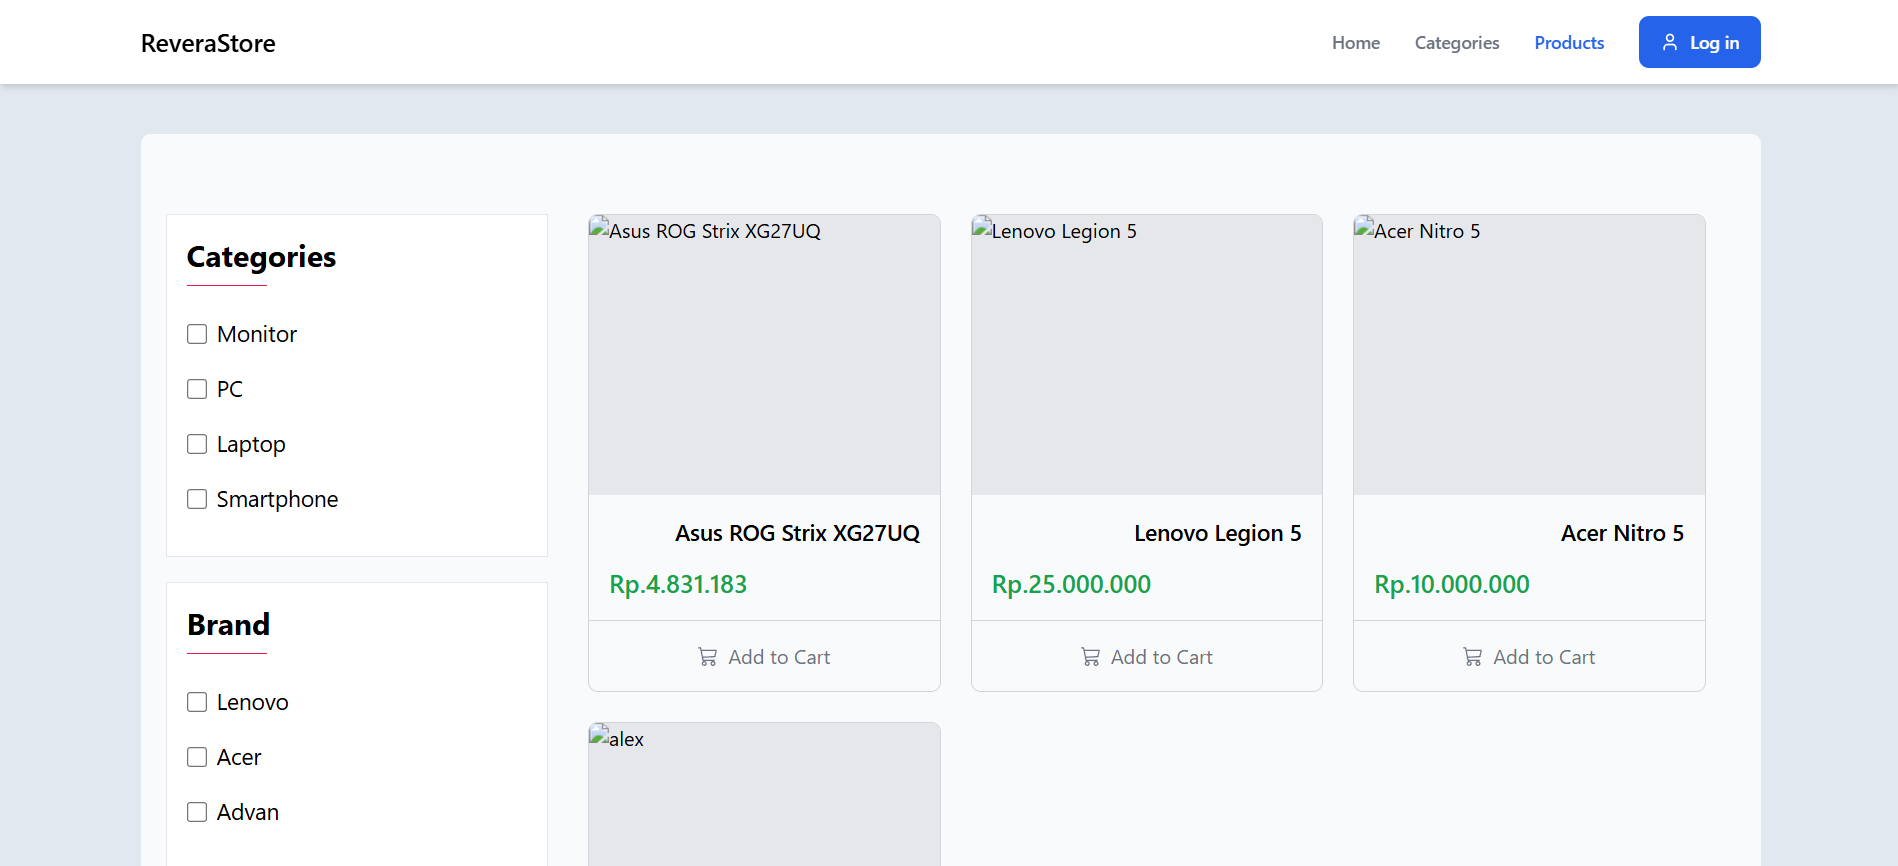 ReveraStore
Home Categories Products Log in
Categories
Monitor
PC
Laptop
Smartphone
Brand
Lenovo
Acer
Advan
Asus ROG Strix XG27UQ
Asus ROG Strix XG27UQ
Rp.4.831.183
Add to Cart
Lenovo Legion 5
Lenovo Legion 5
Rp.25.000.000
Add to Cart
Acer Nitro 5
Acer Nitro 5
Rp.10.000.000
Add to Cart
alex